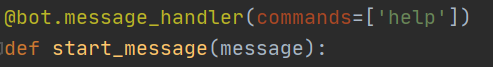 @bot.message_handler(commands=['help'])
def start_message(message):